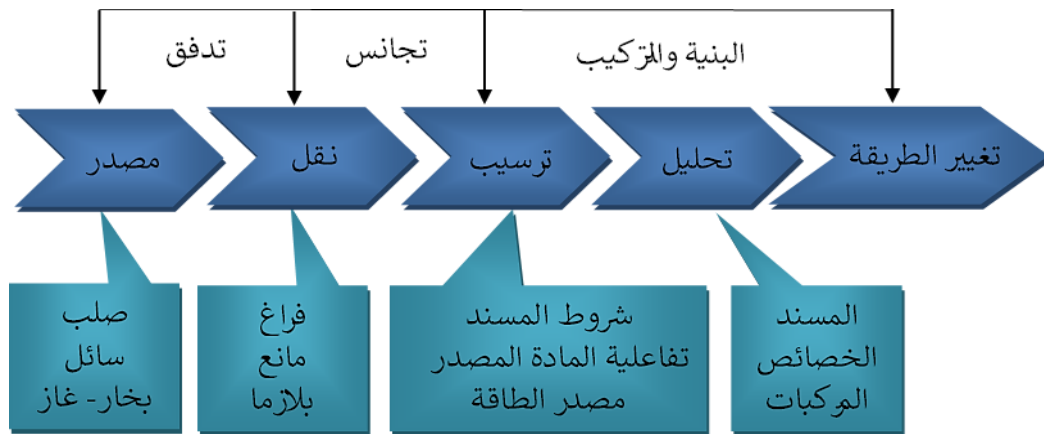 تدفق
تجانس
البنية والتركيب
مصدر
نقل
ترسيب
تحليل
تغيير الطريقة
صلب
سائل
بخار- غاز
فراغ
مانع
بلازما
شروط المسند
تفاعلية المادة المصدر
مصدر الطاقة
المسند
الخصائص
المركبات